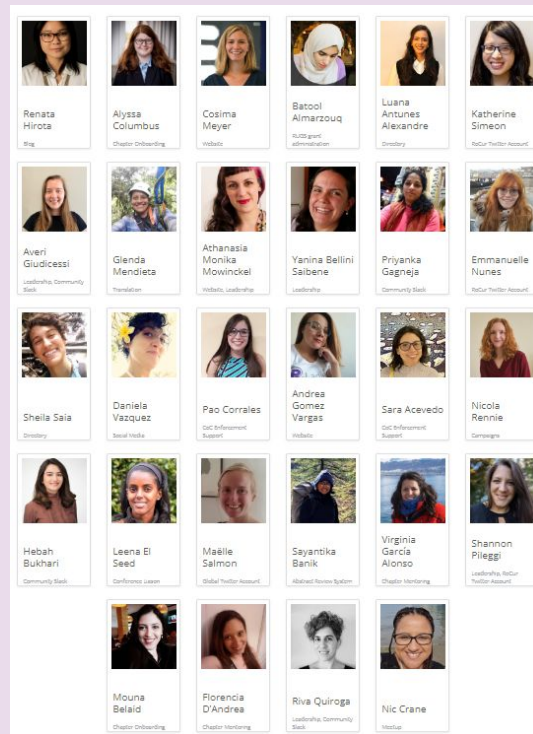 Renata
Hirota
Blog
Alyssa
Columbus
Chapter Onboarding
Cosima
Meyer
Website
Batool
Almarzouq
RUGS grant
administration
Luana
Antunes
Alexandre
Directory
Katherine
Simeon
RoCur Twitter Account
Averi
Giudicessi
Leadership, Community
Slack
Glenda
Mendieta
Translation
Athanasia
Monika
Mowinckel
Website, Leadership
Yanina Bellini
Saibene
Leadership
Priyanka
Gagneja
Community Slack
Emmanuelle
Nunes
RoCur Twitter Account
Sheila Saia
Directory
Daniela
Vazquez
Social Media
Pao Corrales
CoC Enforcement
Support
Andrea
Gomez
Vargas
Website
Sara Acevedo
CoC Enforcement
Support
Nicola
Rennie
Campaigns
Hebah
Bukhari
Community Slack
Leena El
Seed
Conference Liason
Maëlle
Salmon
Global Twitter Account
Sayantika
Banik
Abstract Review System
Virginia
García
Alonso
Chapter Mentoring
Shannon
Pileggi
Leadership, RoCur
Twitter Account
Mouna
Belaid
Chapter Onboarding
Florencia
D'Andrea
Chapter Mentoring
Riva Quiroga
Leadership, Community
Slack
Nic Crane
Meetup